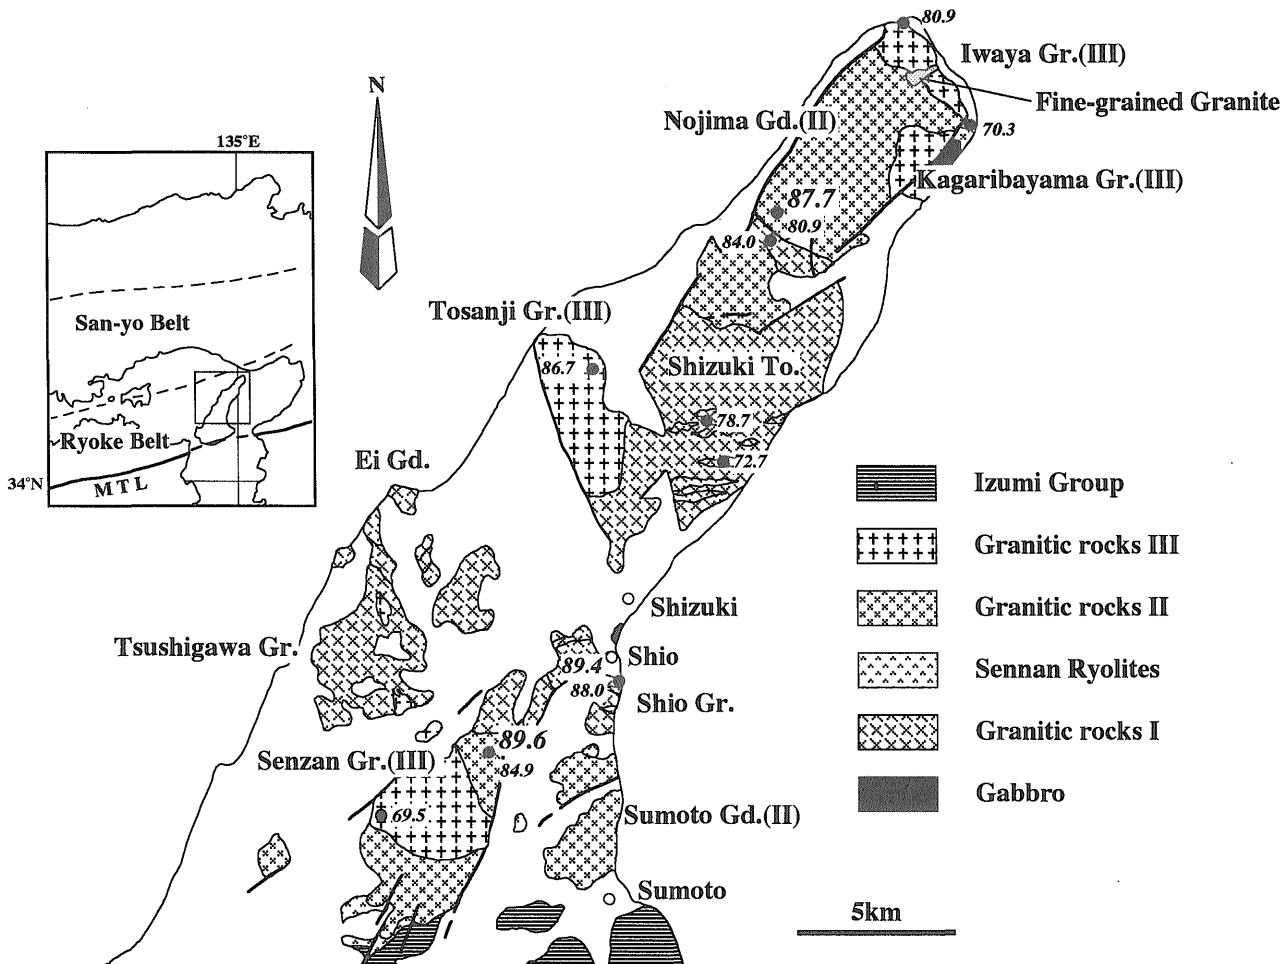 80.9
Iwaya Gr.(III)
Fine-grained Granite
N
Nojima Gd.(II)
70.3
135°E
Kagaribayama Gr.(III)
87.7
80.9
84.0
Tosanji Gr.(III)
San-yo Belt
86.7
Shizuki To.
78.7
Ryoke Belt
72.7
Ei Gd.
34°N
MTL
Izumi Group
Granitic rocks III
Granitic rocks II
Shizuki
Tsushigawa Gr.
Shio
89.4
Sennan Ryolites
88.0
Shio Gr.
89.6
Granitic rocks I
Senzan Gr.(III)
84.9
Gabbro
69.5
Sumoto Gd.(II)
Sumoto
5km